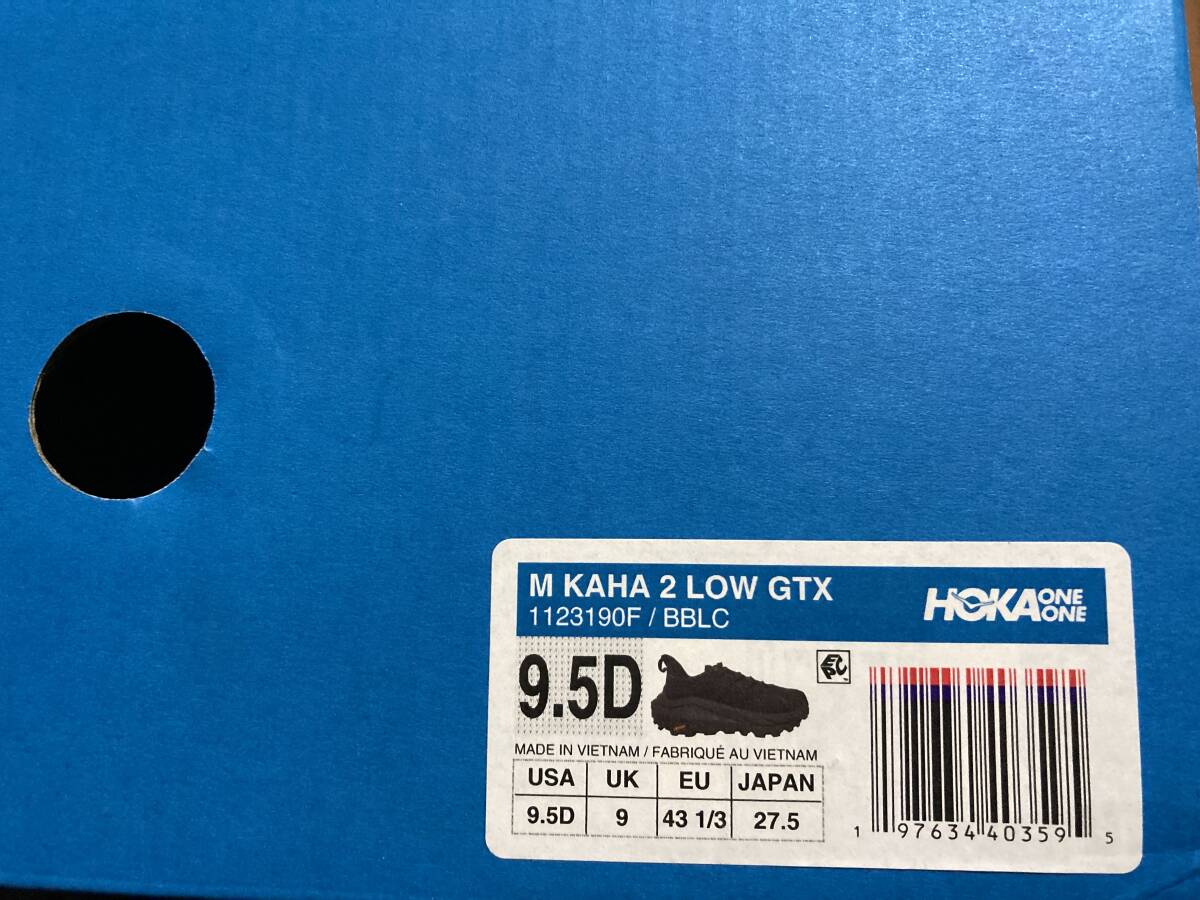 M KAHA 2 LOW GTX
1123190F / BBLC
HOKA ONE ONE
9.5D
EPC
MADE IN VIETNAM / FABRIQUÉ AU VIETNAM
USA UK EU JAPAN
9.5D 9 43 1/3 27.5
1 97634 40359 5